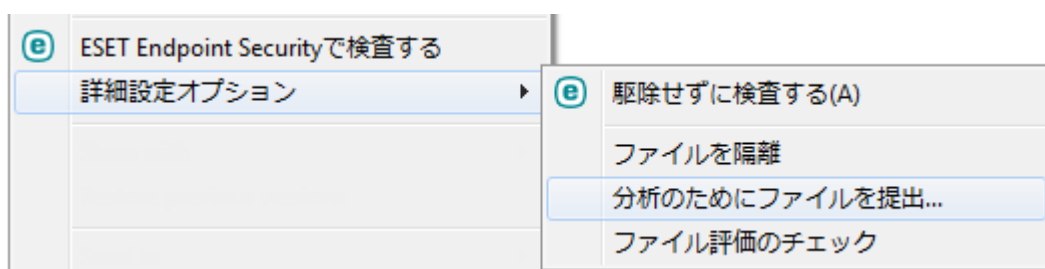 ESET Endpoint Securityで検査する
詳細設定オプション
駆除せずに検査する(A)
ファイルを隔離
分析のためにファイルを提出...
ファイル評価のチェック